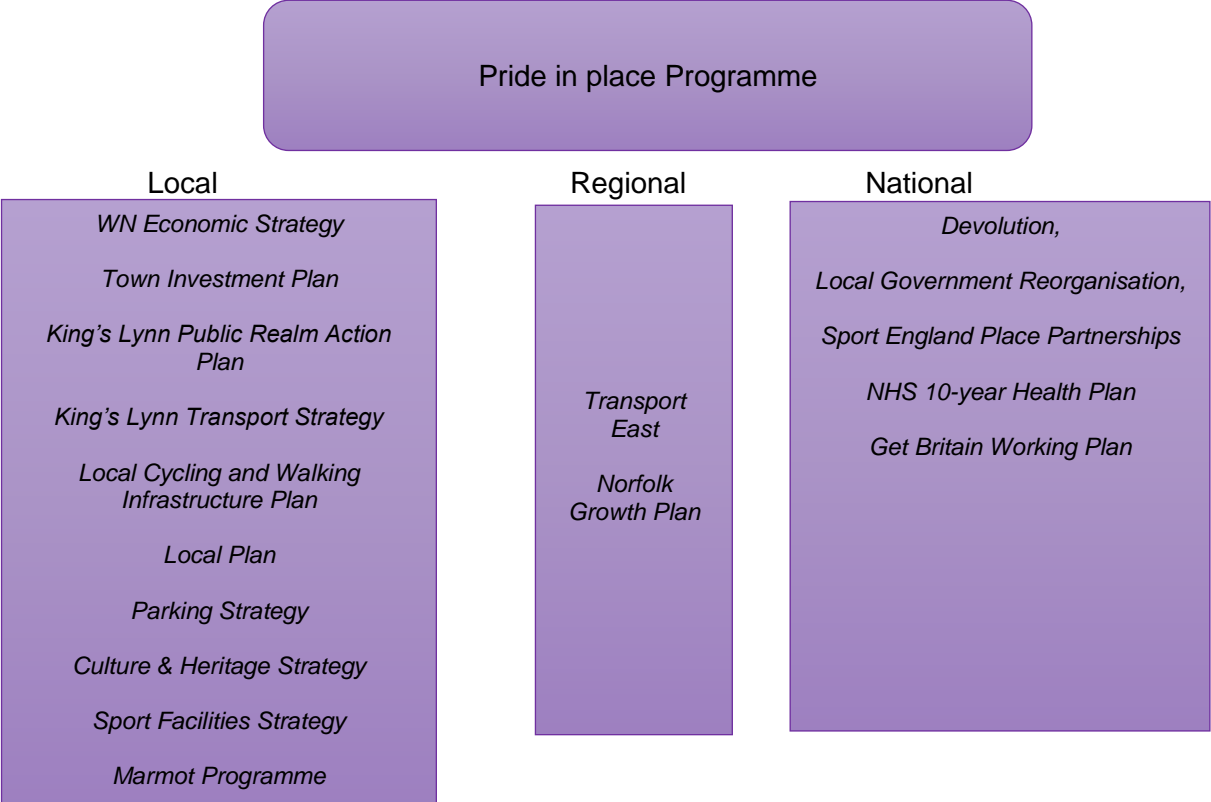 Pride in place Programme
Local
WN Economic Strategy
Town Investment Plan
King’s Lynn Public Realm Action
Plan
King’s Lynn Transport Strategy
Local Cycling and Walking
Infrastructure Plan
Local Plan
Parking Strategy
Culture & Heritage Strategy
Sport Facilities Strategy
Marmot Programme
Regional
Transport
East
Norfolk
Growth Plan
National
Devolution,
Local Government Reorganisation,
Sport England Place Partnerships
NHS 10-year Health Plan
Get Britain Working Plan